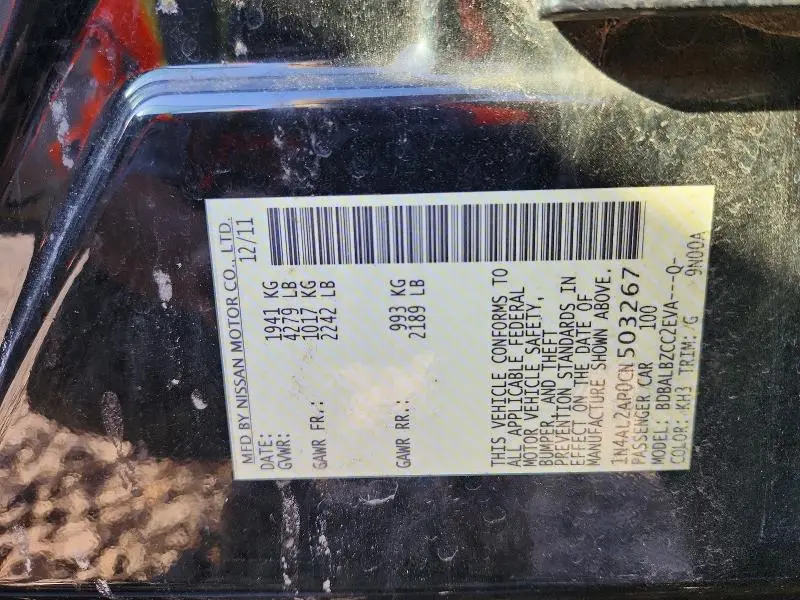 MFD BY NISSAN MOTOR CO., LTD.
DATE: 12/11
GVWR: 1941 KG
4279 LB
GAWR FR.: 1017 KG
2242 LB
GAWR RR.: 993 KG
2189 LB
THIS VEHICLE CONFORMS TO
ALL APPLICABLE FEDERAL
MOTOR VEHICLE SAFETY,
BUMPER, AND THEFT
PREVENTION STANDARDS IN
EFFECT ON THE DATE OF
MANUFACTURE SHOWN ABOVE.
1N4AL2AP0CN503267
PASSENGER CAR 100
MODEL: BDBALBZCC2EVA---Q-
COLOR: KH3 TRIM: G 9N00A